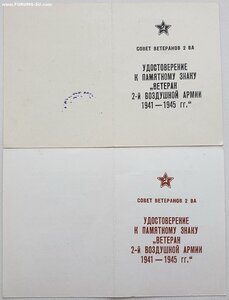 www.FORUMS-su.com
СОВЕТ ВЕТЕРАНОВ 2 ВА
УДОСТОВЕРЕНИЕ
К ПАМЯТНОМУ ЗНАКУ
„ВЕТЕРАН
2-й ВОЗДУШНОЙ АРМИИ
1941—1945 гг."
СОВЕТ ВЕТЕРАНОВ 2 ВА
УДОСТОВЕРЕНИЕ
К ПАМЯТНОМУ ЗНАКУ
„ВЕТЕРАН
2-й ВОЗДУШНОЙ АРМИИ
1941—1945 гг."